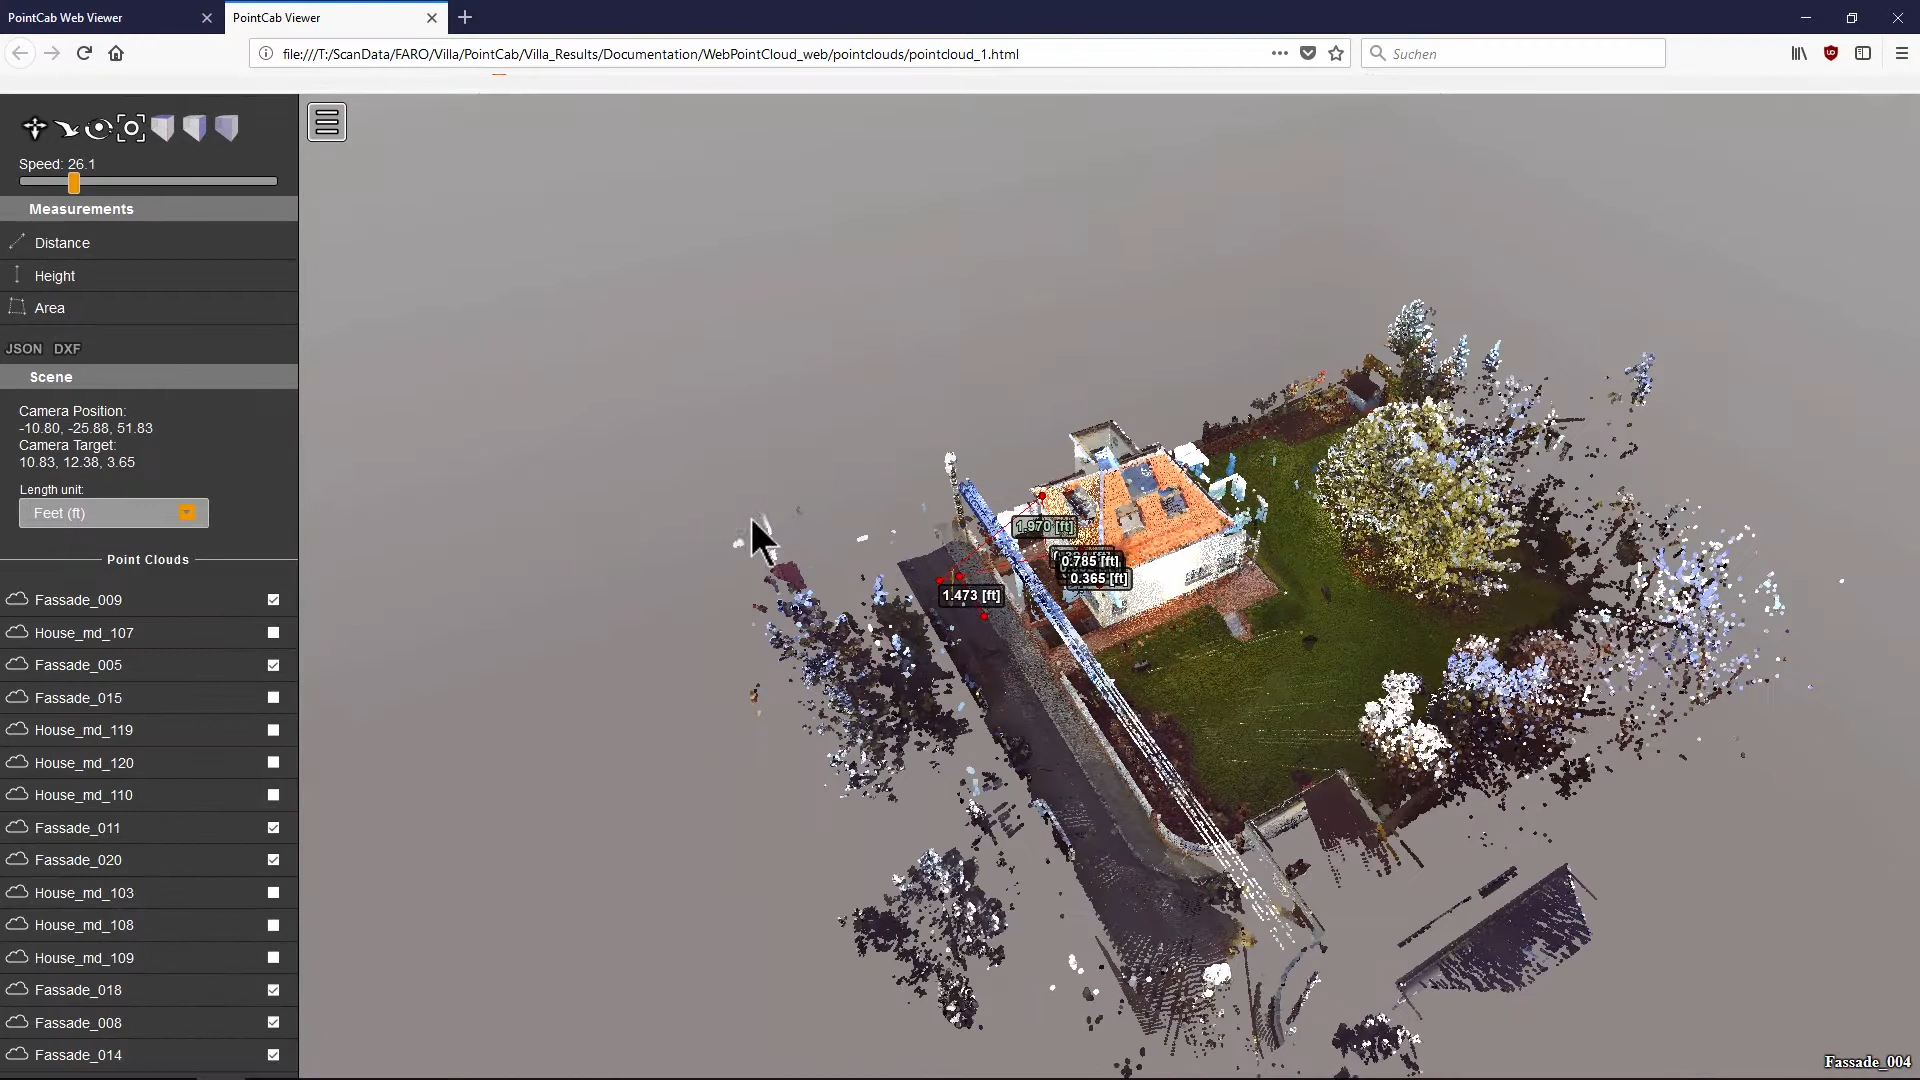 PointCab Web Viewer
PointCab Viewer
file:///T:/ScanData/FARO/Villa/PointCab/Villa_Results/Documentation/WebPointCloud_web/pointclouds/pointcloud_1.html
Suchen
Speed: 26.1
Measurements
Distance
Height
Area
JSON DXF
Scene
Camera Position:
-10.80, -25.88, 51.83
Camera Target:
10.83, 12.38, 3.65
Length unit:
Feet (ft)
Point Clouds
Fassade_009
House_md_107
Fassade_005
Fassade_015
House_md_119
House_md_120
House_md_110
Fassade_011
Fassade_020
House_md_103
House_md_108
House_md_109
Fassade_018
Fassade_008
Fassade_014
1.970 [ft]
0.785 [ft]
0.365 [ft]
1.473 [ft]
Fassade_004